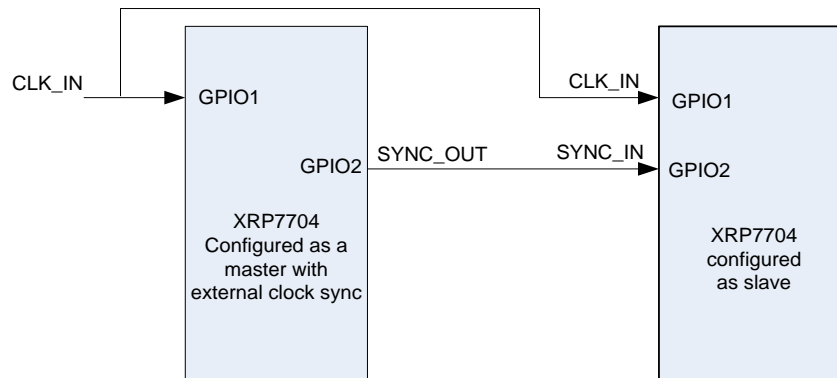 CLK_IN
GPIO1
GPIO2
XRP7704
Configured as a
master with
external clock sync
SYNC_OUT
SYNC_IN
CLK_IN
GPIO1
GPIO2
XRP7704
configured
as slave